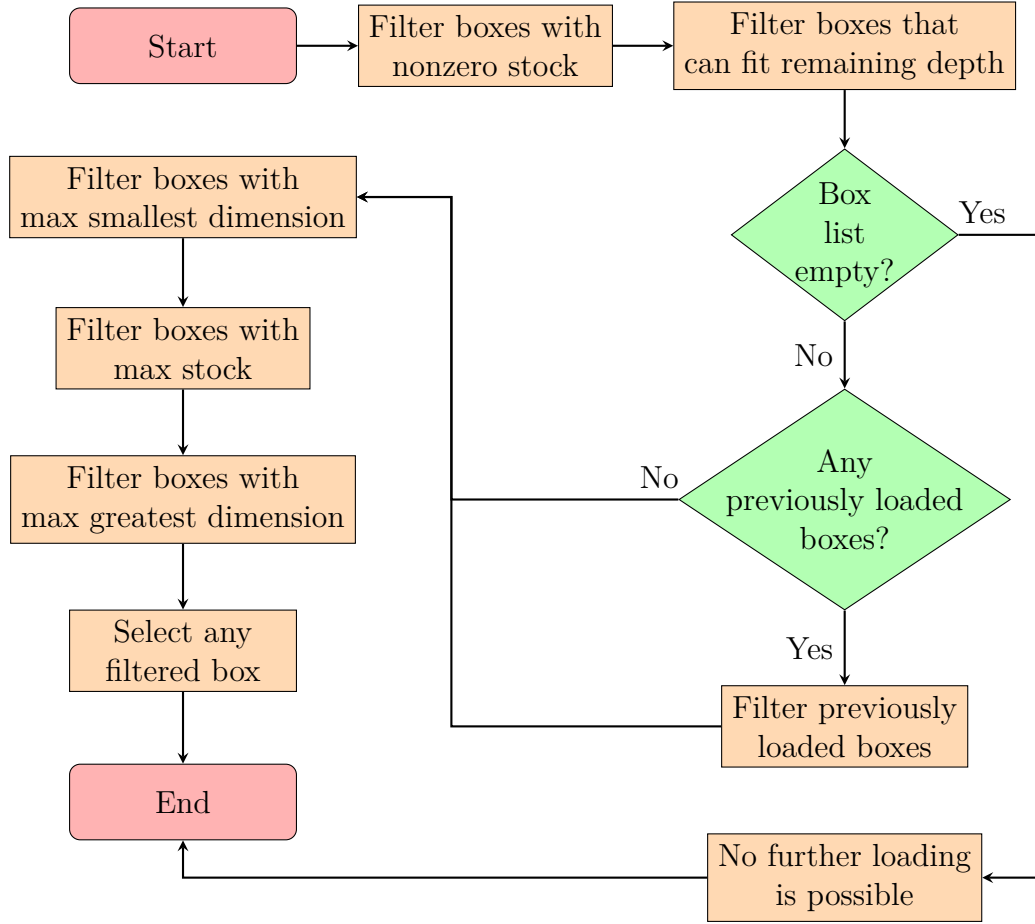 Start
Filter boxes with
nonzero stock
Filter boxes that
can fit remaining depth
Box
list
empty?
Yes
No
Any
previously loaded
boxes?
No
Yes
Filter previously
loaded boxes
Filter boxes with
max smallest dimension
Filter boxes with
max stock
Filter boxes with
max greatest dimension
Select any
filtered box
End
No further loading
is possible